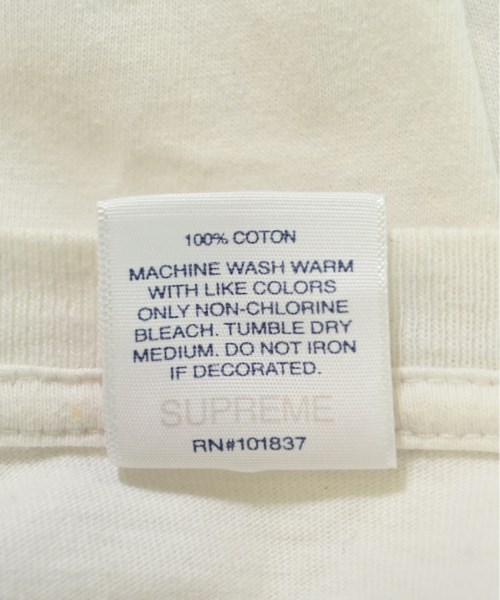 100% COTON
MACHINE WASH WARM
WITH LIKE COLORS
ONLY NON-CHLORINE
BLEACH. TUMBLE DRY
MEDIUM. DO NOT IRON
IF DECORATED.
SUPREME
RN#101837